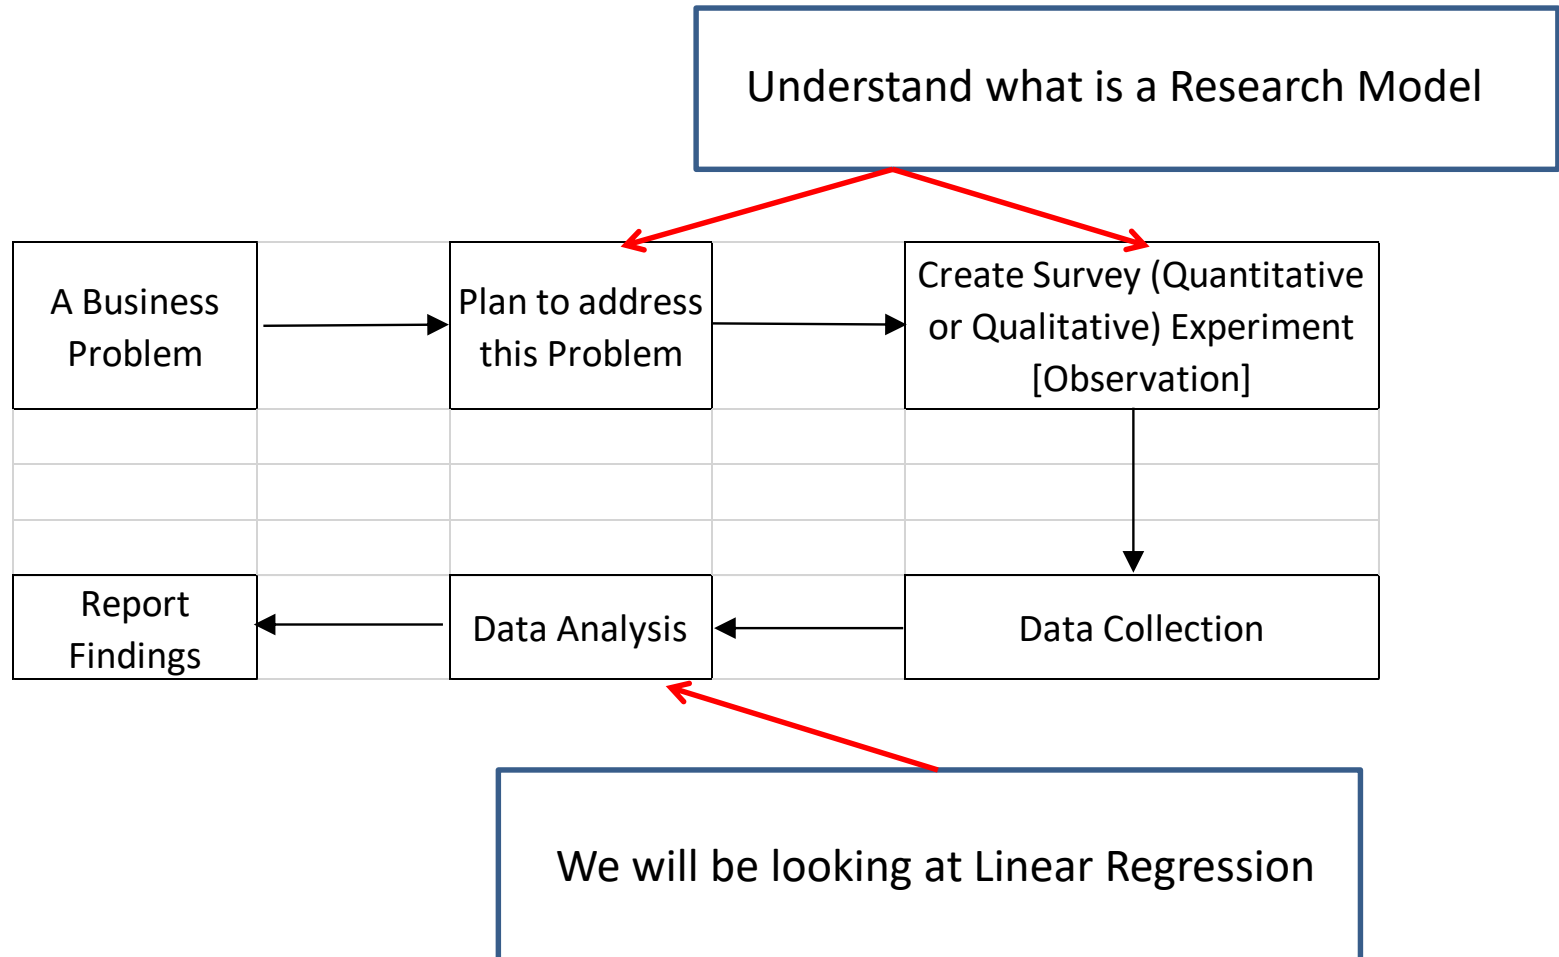 Understand what is a Research Model
A Business
Problem
Plan to address
this Problem
Create Survey (Quantitative
or Qualitative) Experiment
[Observation]
Report
Findings
Data Analysis
Data Collection
We will be looking at Linear Regression